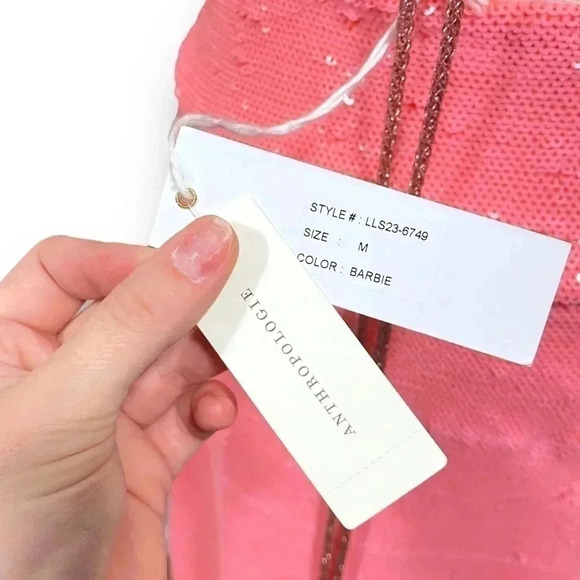 STYLE # : LLS23-6749
SIZE : M
COLOR : BARBIE
ANTHROPOLOGIE